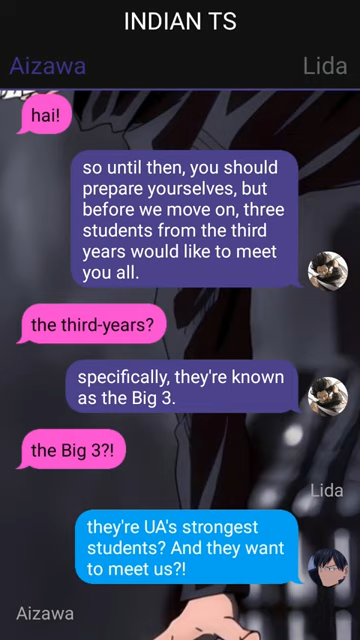 INDIAN TS
Aizawa
Lida
hai!
so until then, you should
prepare yourselves, but
before we move on, three
students from the third
years would like to meet
you all.
the third-years?
specifically, they're known
as the Big 3.
the Big 3?!
Lida
they're UA's strongest
students? And they want
to meet us?!
Aizawa